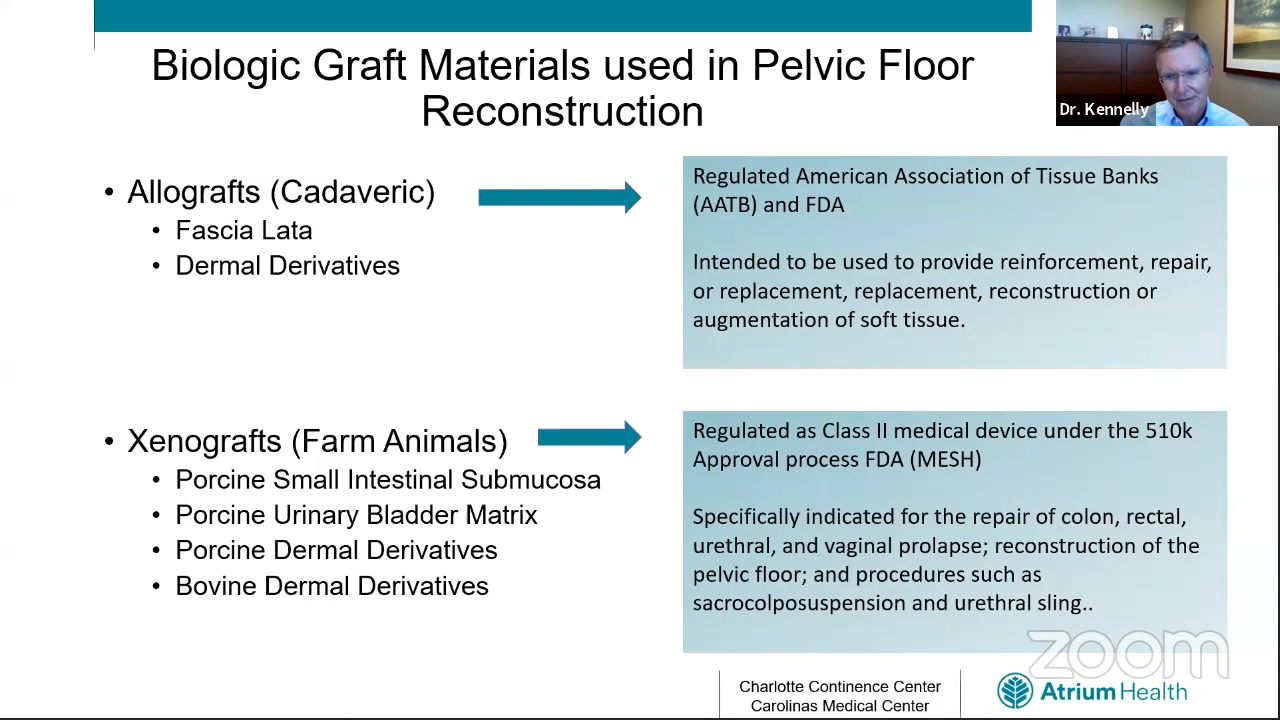 Biologic Graft Materials used in Pelvic Floor
Reconstruction
Dr. Kennelly
• Allografts (Cadaveric)
• Fascia Lata
• Dermal Derivatives
Regulated American Association of Tissue Banks
(AATB) and FDA
Intended to be used to provide reinforcement, repair,
or replacement, replacement, reconstruction or
augmentation of soft tissue.
• Xenografts (Farm Animals)
• Porcine Small Intestinal Submucosa
• Porcine Urinary Bladder Matrix
• Porcine Dermal Derivatives
• Bovine Dermal Derivatives
Regulated as Class II medical device under the 510k
Approval process FDA (MESH)
Specifically indicated for the repair of colon, rectal,
urethral, and vaginal prolapse; reconstruction of the
pelvic floor; and procedures such as
sacrocolposuspension and urethral sling..
zoom
Charlotte Continence Center
Carolinas Medical Center
Atrium Health